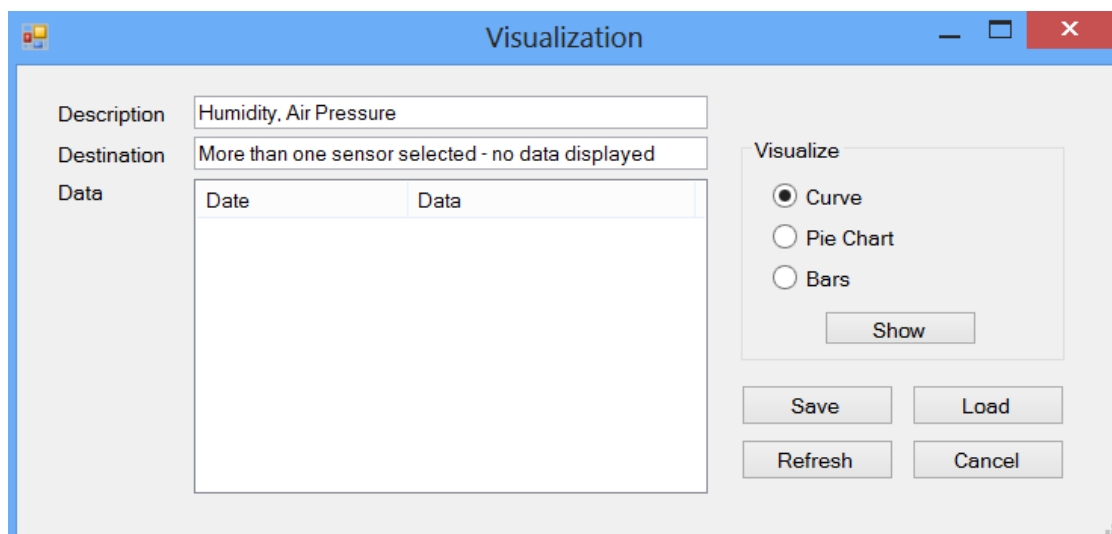 Visualization
Description
Humidity, Air Pressure
Destination
More than one sensor selected - no data displayed
Data
Date Data
Visualize
Curve
Pie Chart
Bars
Show
Save Load
Refresh Cancel